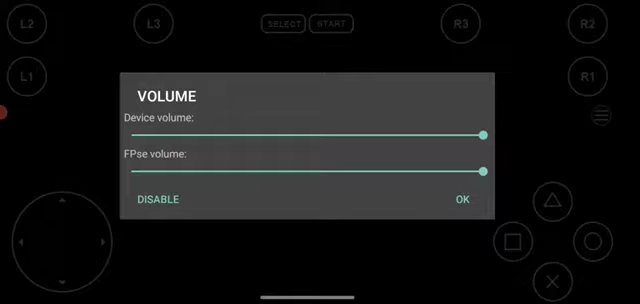 L2 L3 SELECT START R3 R2
L1 R1
VOLUME
Device volume:
FPse volume:
DISABLE OK